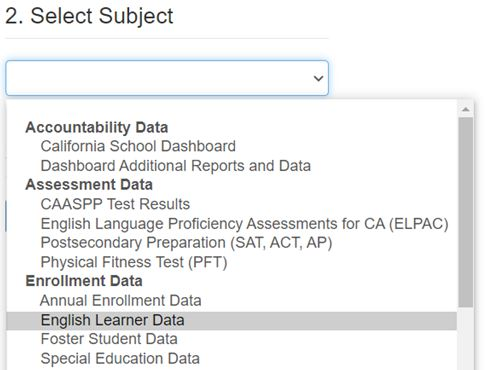 2. Select Subject
Accountability Data
California School Dashboard
Dashboard Additional Reports and Data
Assessment Data
CAASPP Test Results
English Language Proficiency Assessments for CA (ELPAC)
Postsecondary Preparation (SAT, ACT, AP)
Physical Fitness Test (PFT)
Enrollment Data
Annual Enrollment Data
English Learner Data
Foster Student Data
Special Education Data